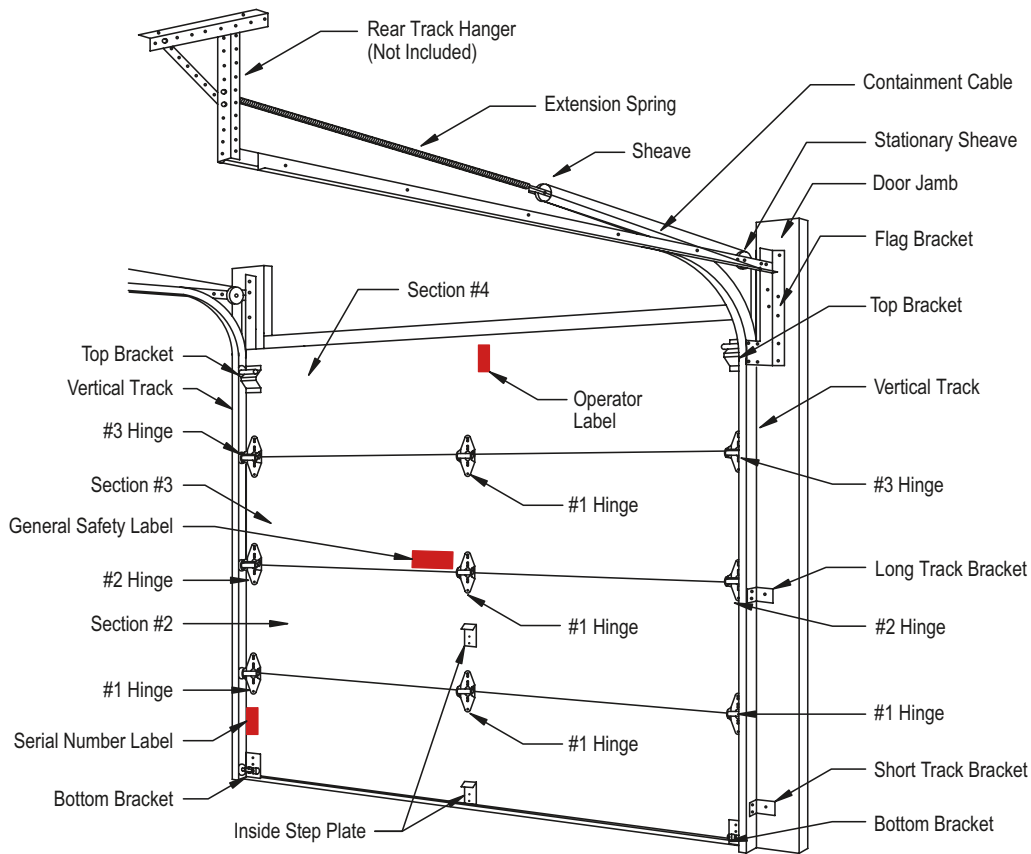 Rear Track Hanger
(Not Included)
Containment Cable
Extension Spring
Stationary Sheave
Sheave
Door Jamb
Flag Bracket
Section #4
Top Bracket
Top Bracket
Vertical Track
Vertical Track
Operator
Label
#3 Hinge
Section #3
#3 Hinge
#1 Hinge
General Safety Label
#2 Hinge
Long Track Bracket
Section #2
#1 Hinge
#2 Hinge
#1 Hinge
#1 Hinge
Serial Number Label
#1 Hinge
Short Track Bracket
Bottom Bracket
Inside Step Plate
Bottom Bracket